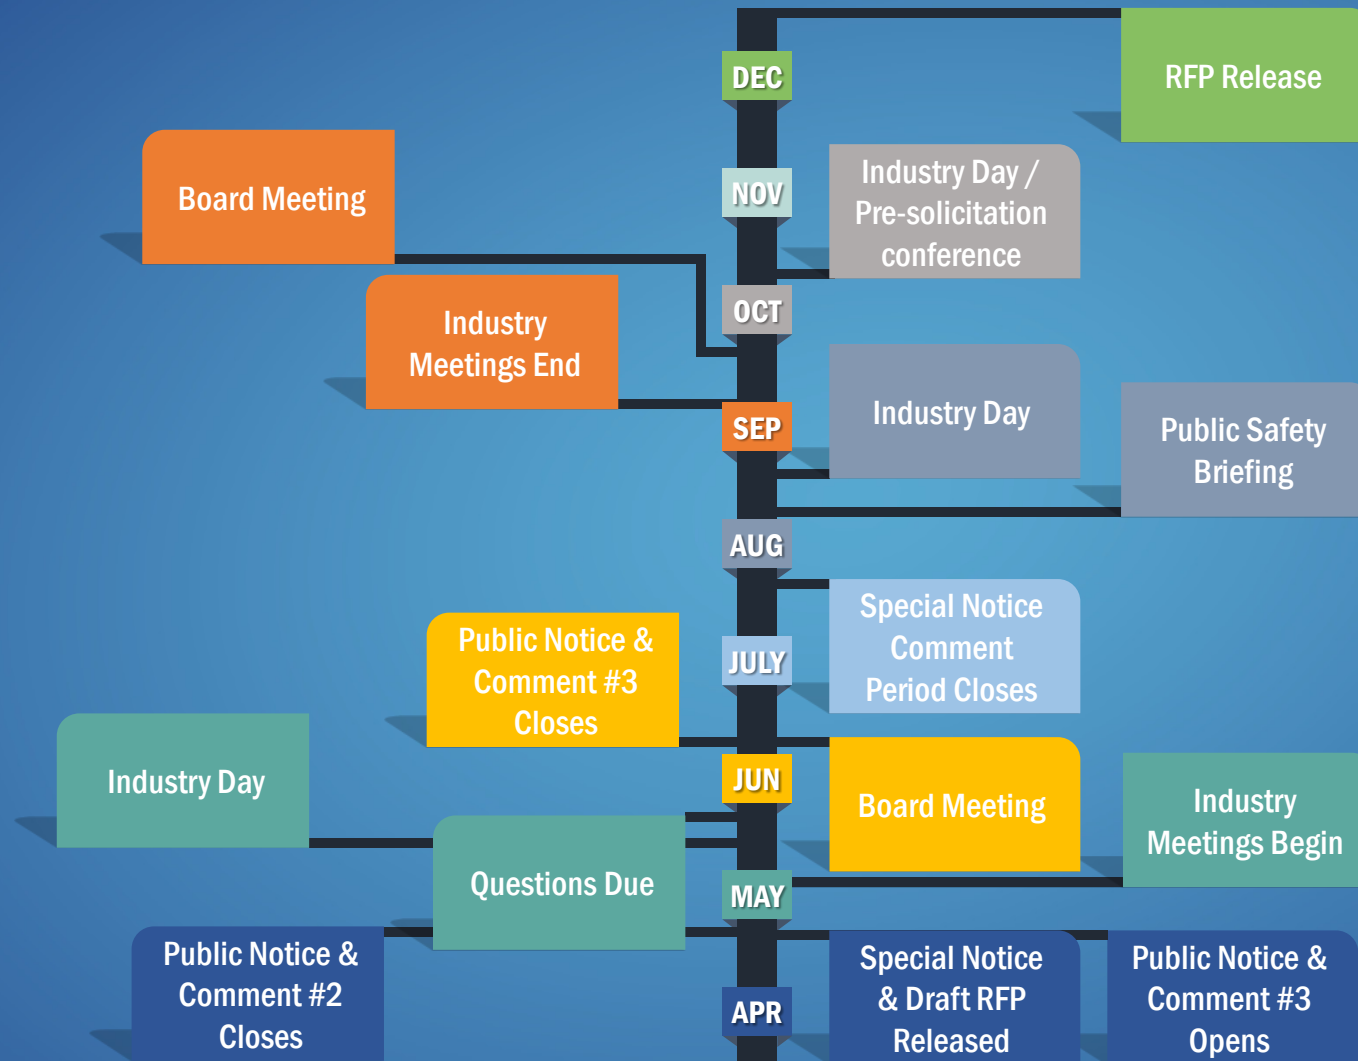 RFP Release
DEC
Board Meeting
NOV
Industry Day /
Pre-solicitation
conference
OCT
Industry
Meetings End
Industry Day
SEP
Public Safety
Briefing
AUG
Special Notice
Comment
Period Closes
Public Notice &
Comment #3
Closes
JULY
Industry Day
JUN
Board Meeting
Industry
Meetings Begin
Questions Due
MAY
Public Notice &
Comment #2
Closes
APR
Special Notice
& Draft RFP
Released
Public Notice &
Comment #3
Opens